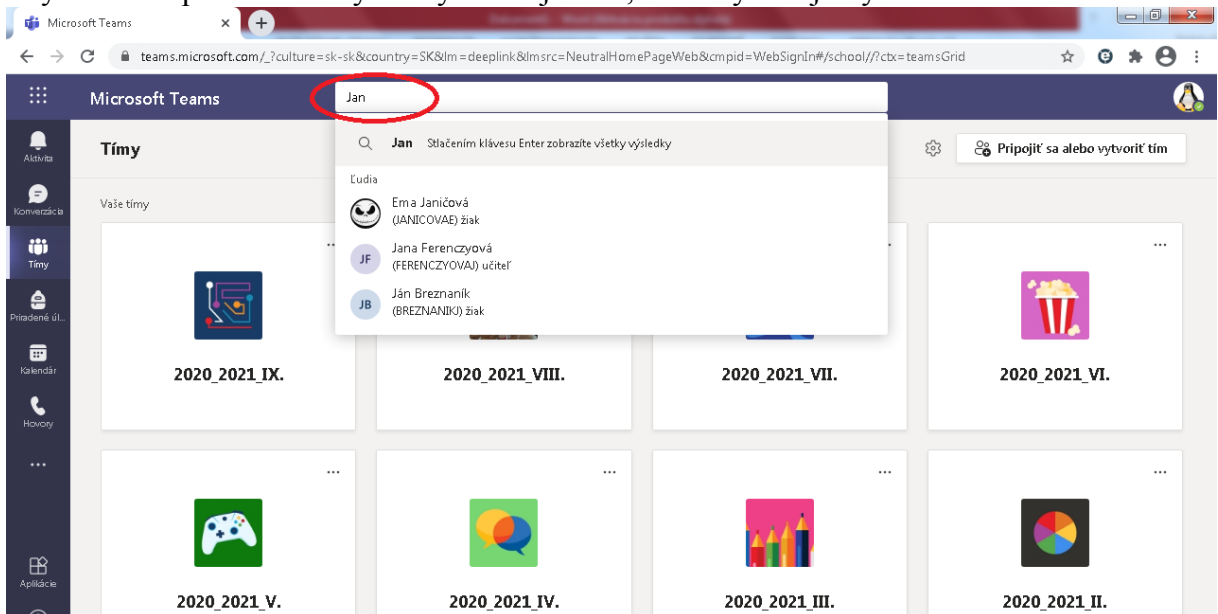 Microsoft Teams
teams.microsoft.com/_?culture=sk-sk&country=SK&lm=deeplink&lmsrc=NeutralHomePageWeb&cmpid=WebSignIn#/school//?ctx=teamsGrid
Microsoft Teams
Jan
Jan Stlačením klávesu Enter zobrazíte všetky výsledky
Aktivita
Tímy
Pripojiť sa alebo vytvoriť tím
Ľudia
Konverzácia
Vaše tímy
Ema Janičová
(JANICOVAE) žiak
JF
Jana Ferenczyová
(FERENCZYOVAJ) učiteľ
Tímy
JB
Ján Breznaník
(BREZNANIKJ) žiak
Priradené úl...
Kalendár
2020_2021_IX.
2020_2021_VIII.
2020_2021_VII.
2020_2021_VI.
Hovory
Aplikácie
2020_2021_V.
2020_2021_IV.
2020_2021_III.
2020_2021_II.